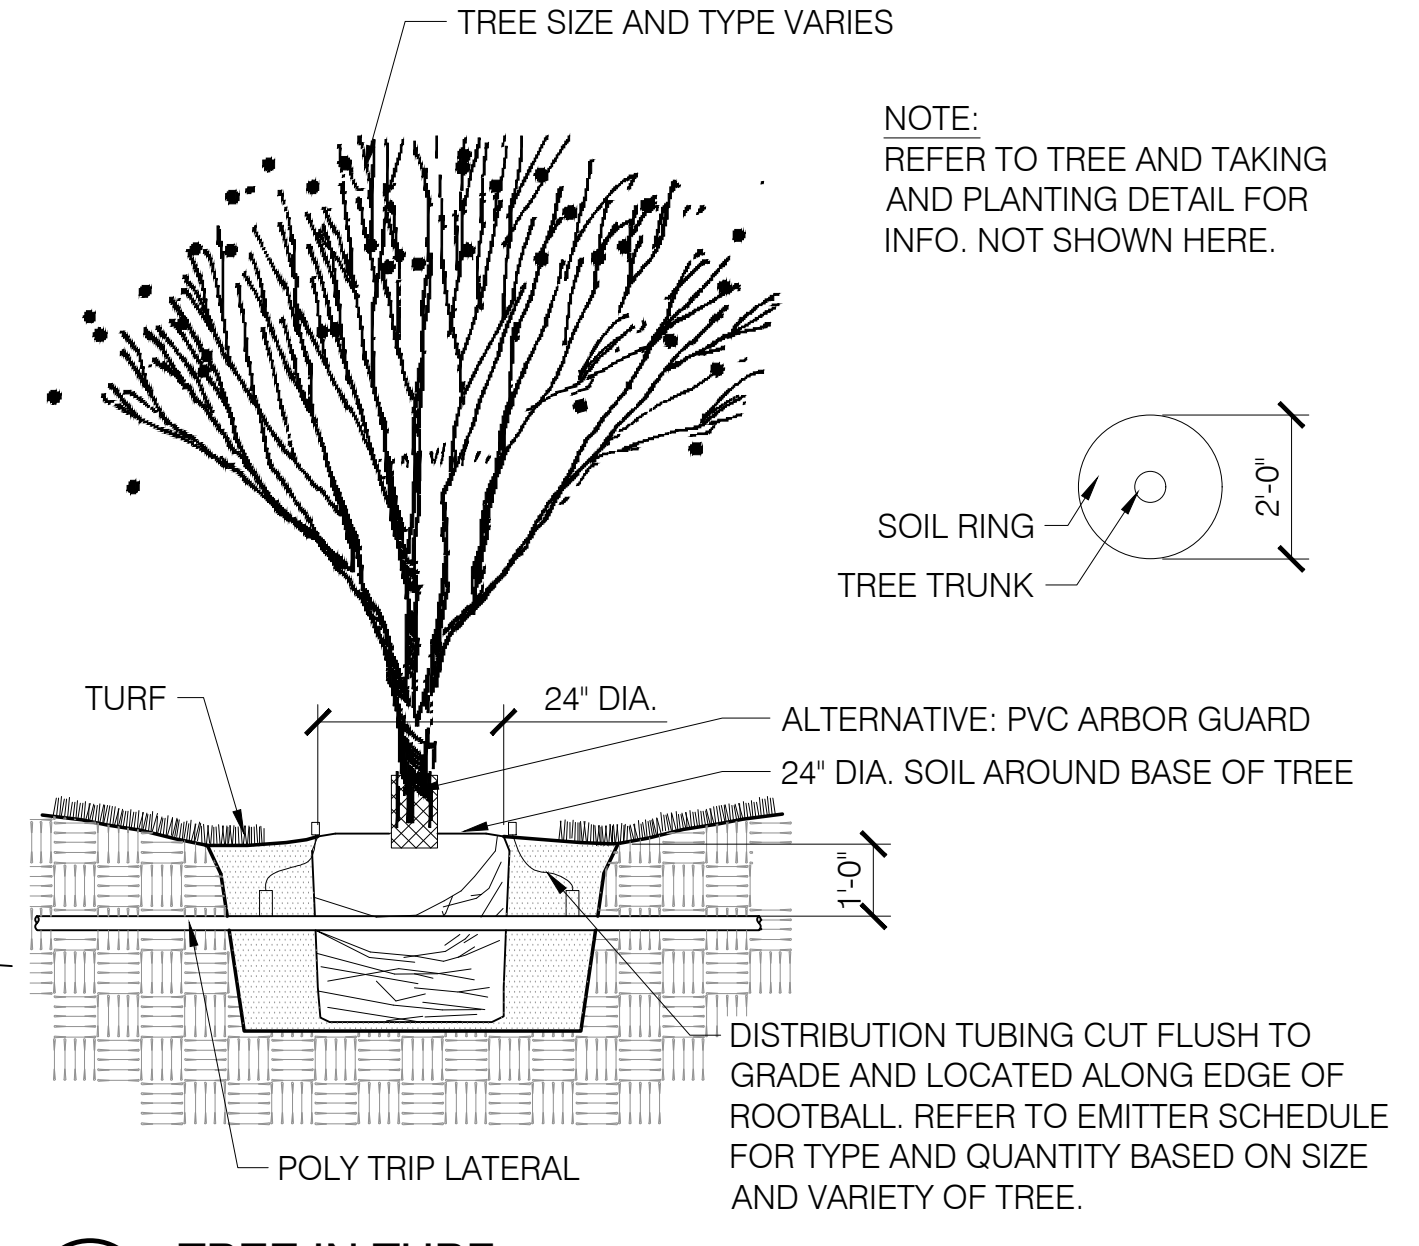 TREE SIZE AND TYPE VARIES
NOTE:
REFER TO TREE AND TAKING
AND PLANTING DETAIL FOR
INFO. NOT SHOWN HERE.
2'-0"
SOIL RING
TREE TRUNK
TURF
24" DIA.
ALTERNATIVE: PVC ARBOR GUARD
24" DIA. SOIL AROUND BASE OF TREE
1'-0"
DISTRIBUTION TUBING CUT FLUSH TO
GRADE AND LOCATED ALONG EDGE OF
ROOTBALL. REFER TO EMITTER SCHEDULE
FOR TYPE AND QUANTITY BASED ON SIZE
AND VARIETY OF TREE.
POLY TRIP LATERAL
TREE IN TURF